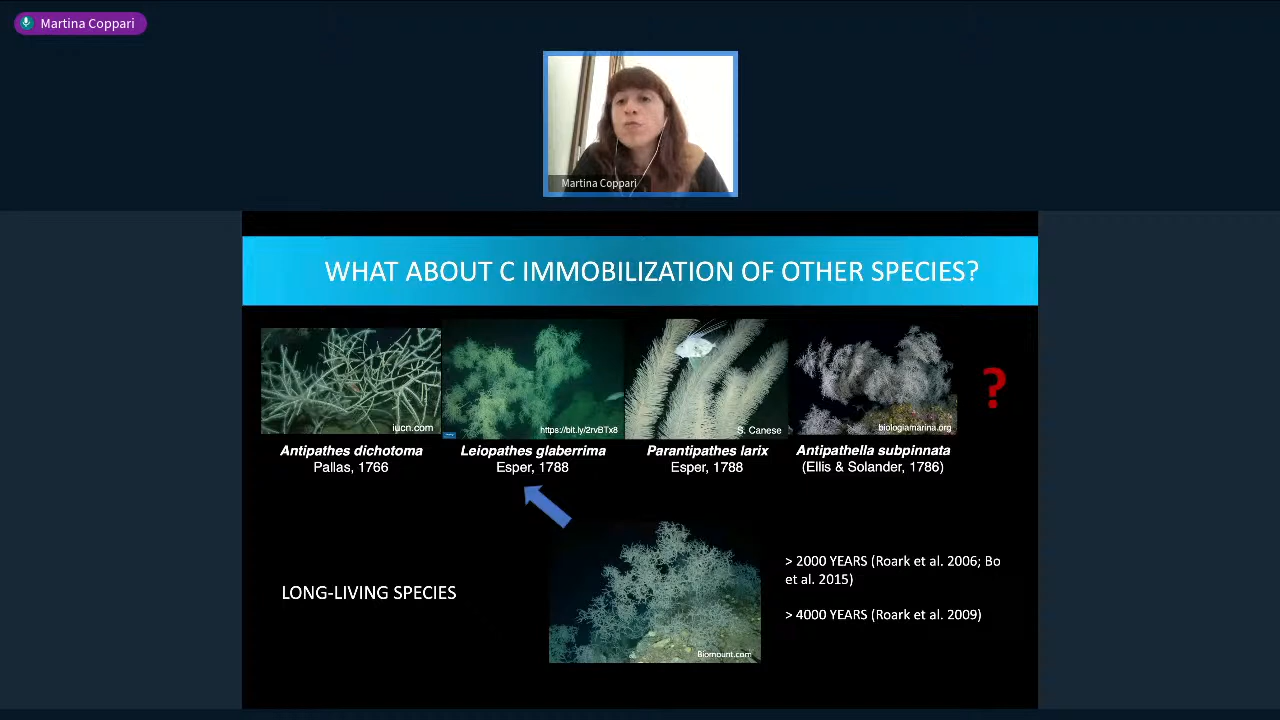 Martina Coppari
Martina Coppari
WHAT ABOUT C IMMOBILIZATION OF OTHER SPECIES?
iucn.com
https://bit.ly/2rvBTx8
S. Canese
biologiamarina.org
?
Antipathes dichotoma
Pallas, 1766
Leiopathes glaberrima
Esper, 1788
Parantipathes larix
Esper, 1788
Antipathella subpinnata
(Ellis & Solander, 1786)
LONG-LIVING SPECIES
Biomount.com
> 2000 YEARS (Roark et al. 2006; Bo
et al. 2015)
> 4000 YEARS (Roark et al. 2009)